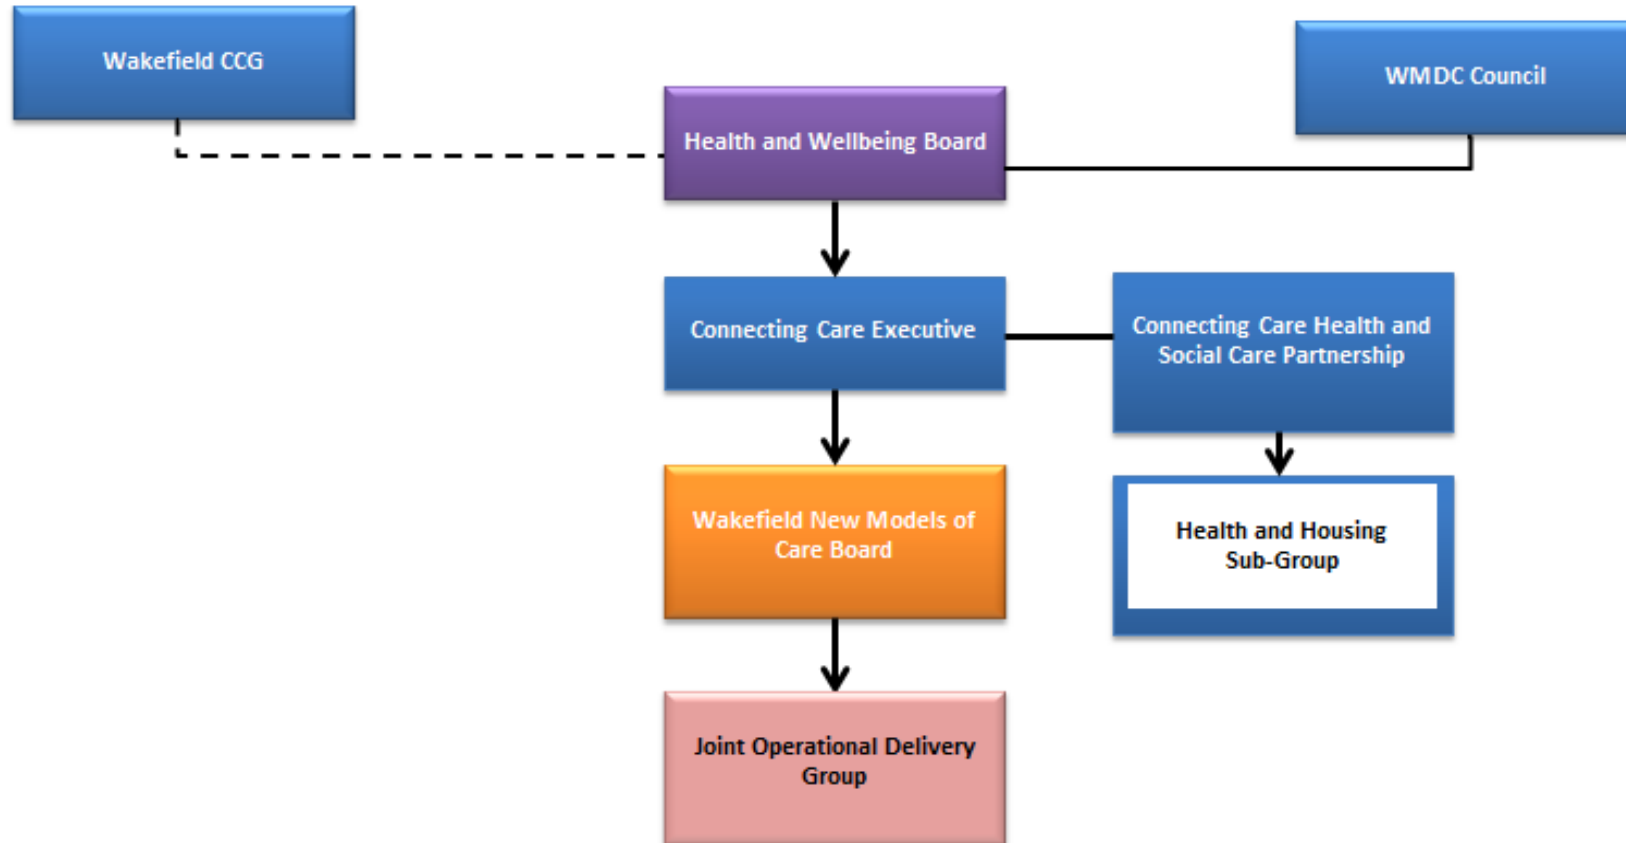 Wakefield CCG
WMDC Council
Health and Wellbeing Board
Connecting Care Executive
Connecting Care Health and
Social Care Partnership
Wakefield New Models of
Care Board
Health and Housing
Sub-Group
Joint Operational Delivery
Group